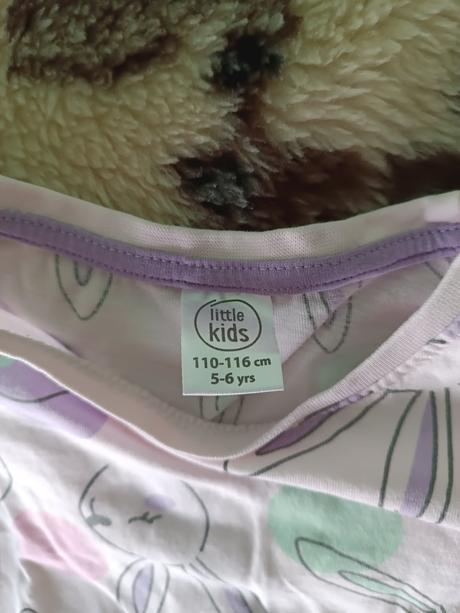 little
kids
110-116 cm
5-6 yrs